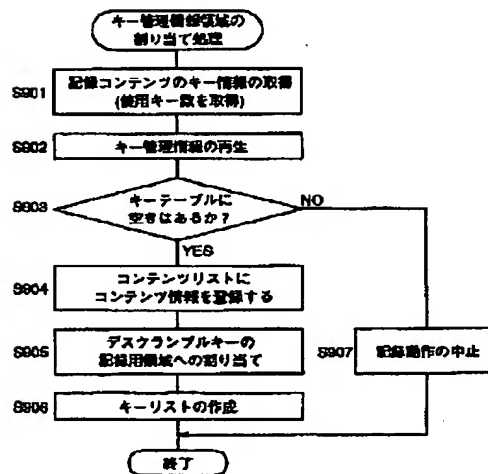 キー管理情報領域の
割り当て処理
S901
記録コンテンツのキー情報の取得
(使用キー数を取得)
S902
キー管理情報の再生
S903
キーテーブルに
空きはあるか?
NO
YES
S904
コンテンツリストに
コンテンツ情報を登録する
S905
デスクランブルキーの
記録用領域への割り当て
S907
記録動作の中止
S906
キーリストの作成
終了